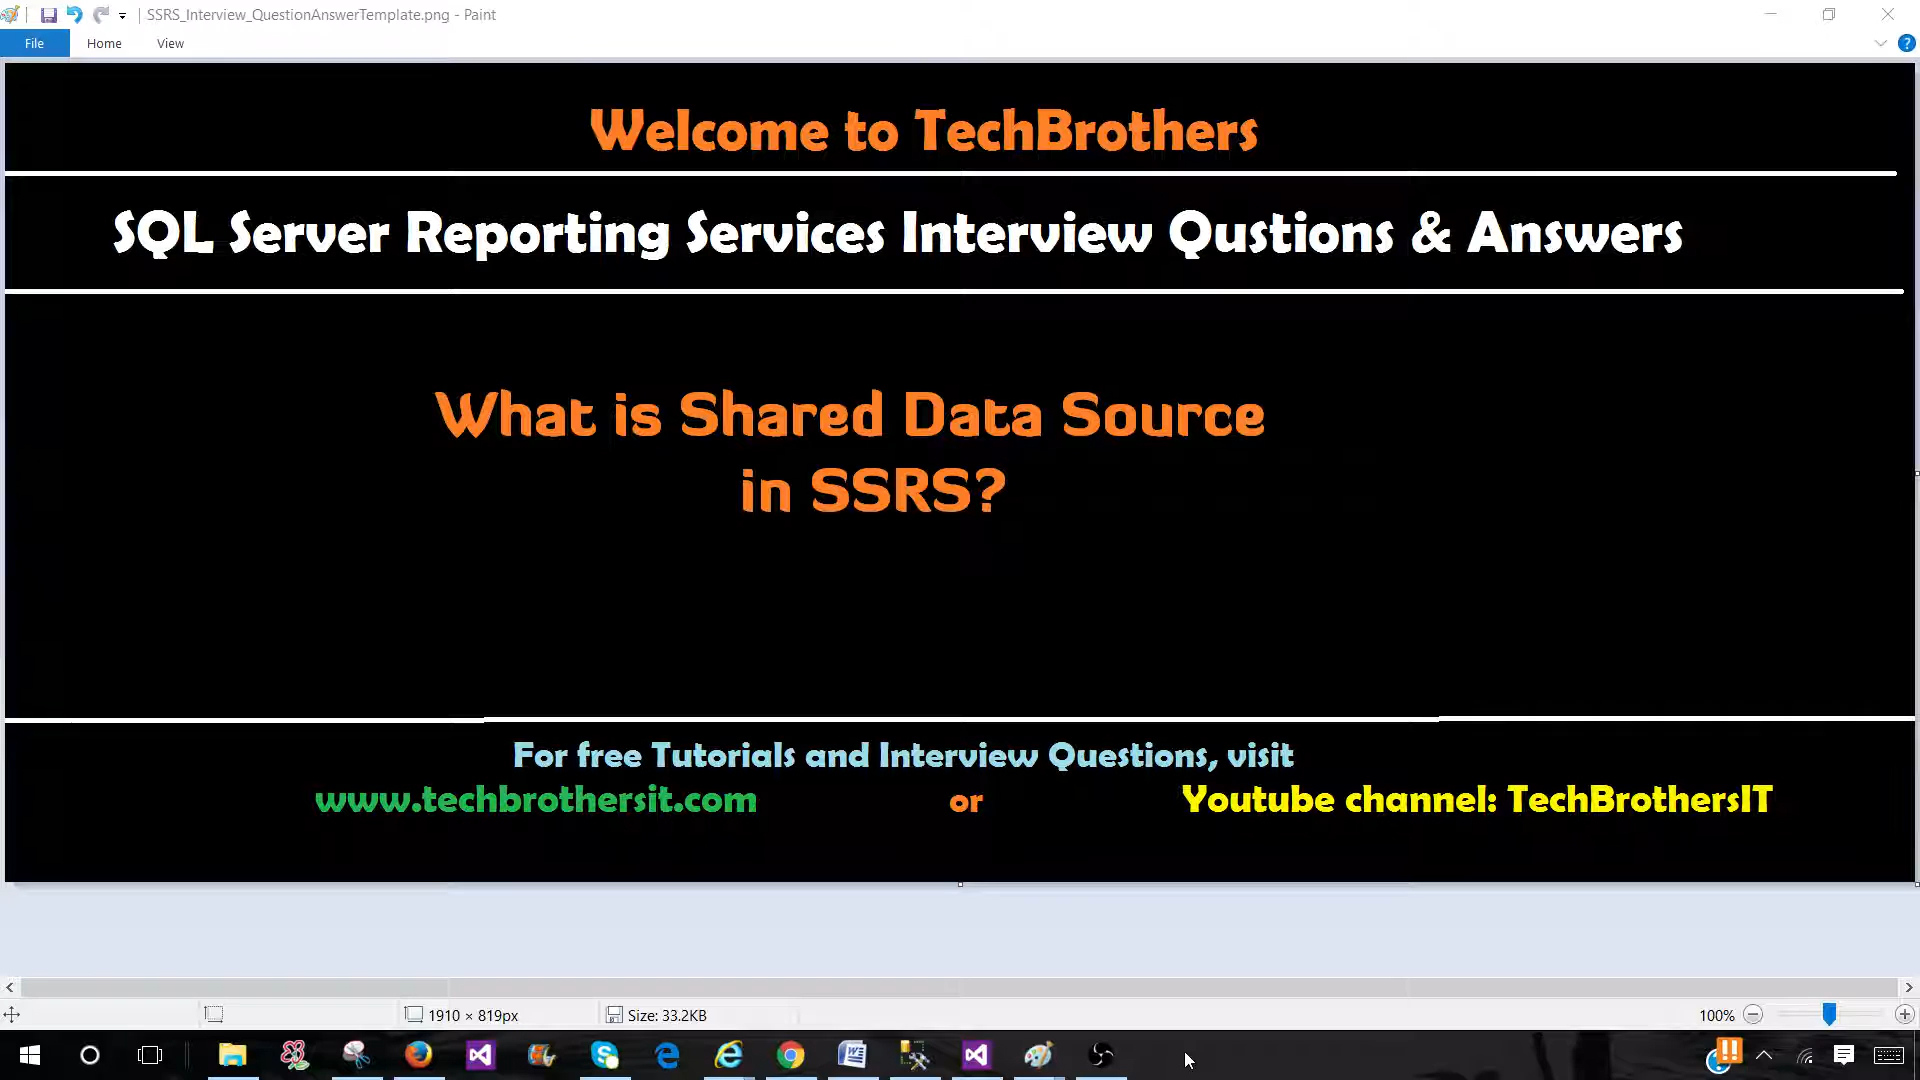 SSRS_Interview_QuestionAnswerTemplate.png - Paint
File Home View
Welcome to TechBrothers
SQL Server Reporting Services Interview Qustions & Answers
What is Shared Data Source
in SSRS?
For free Tutorials and Interview Questions, visit
www.techbrothersit.com or Youtube channel: TechBrothersIT
1910 × 819px Size: 33.2KB 100%